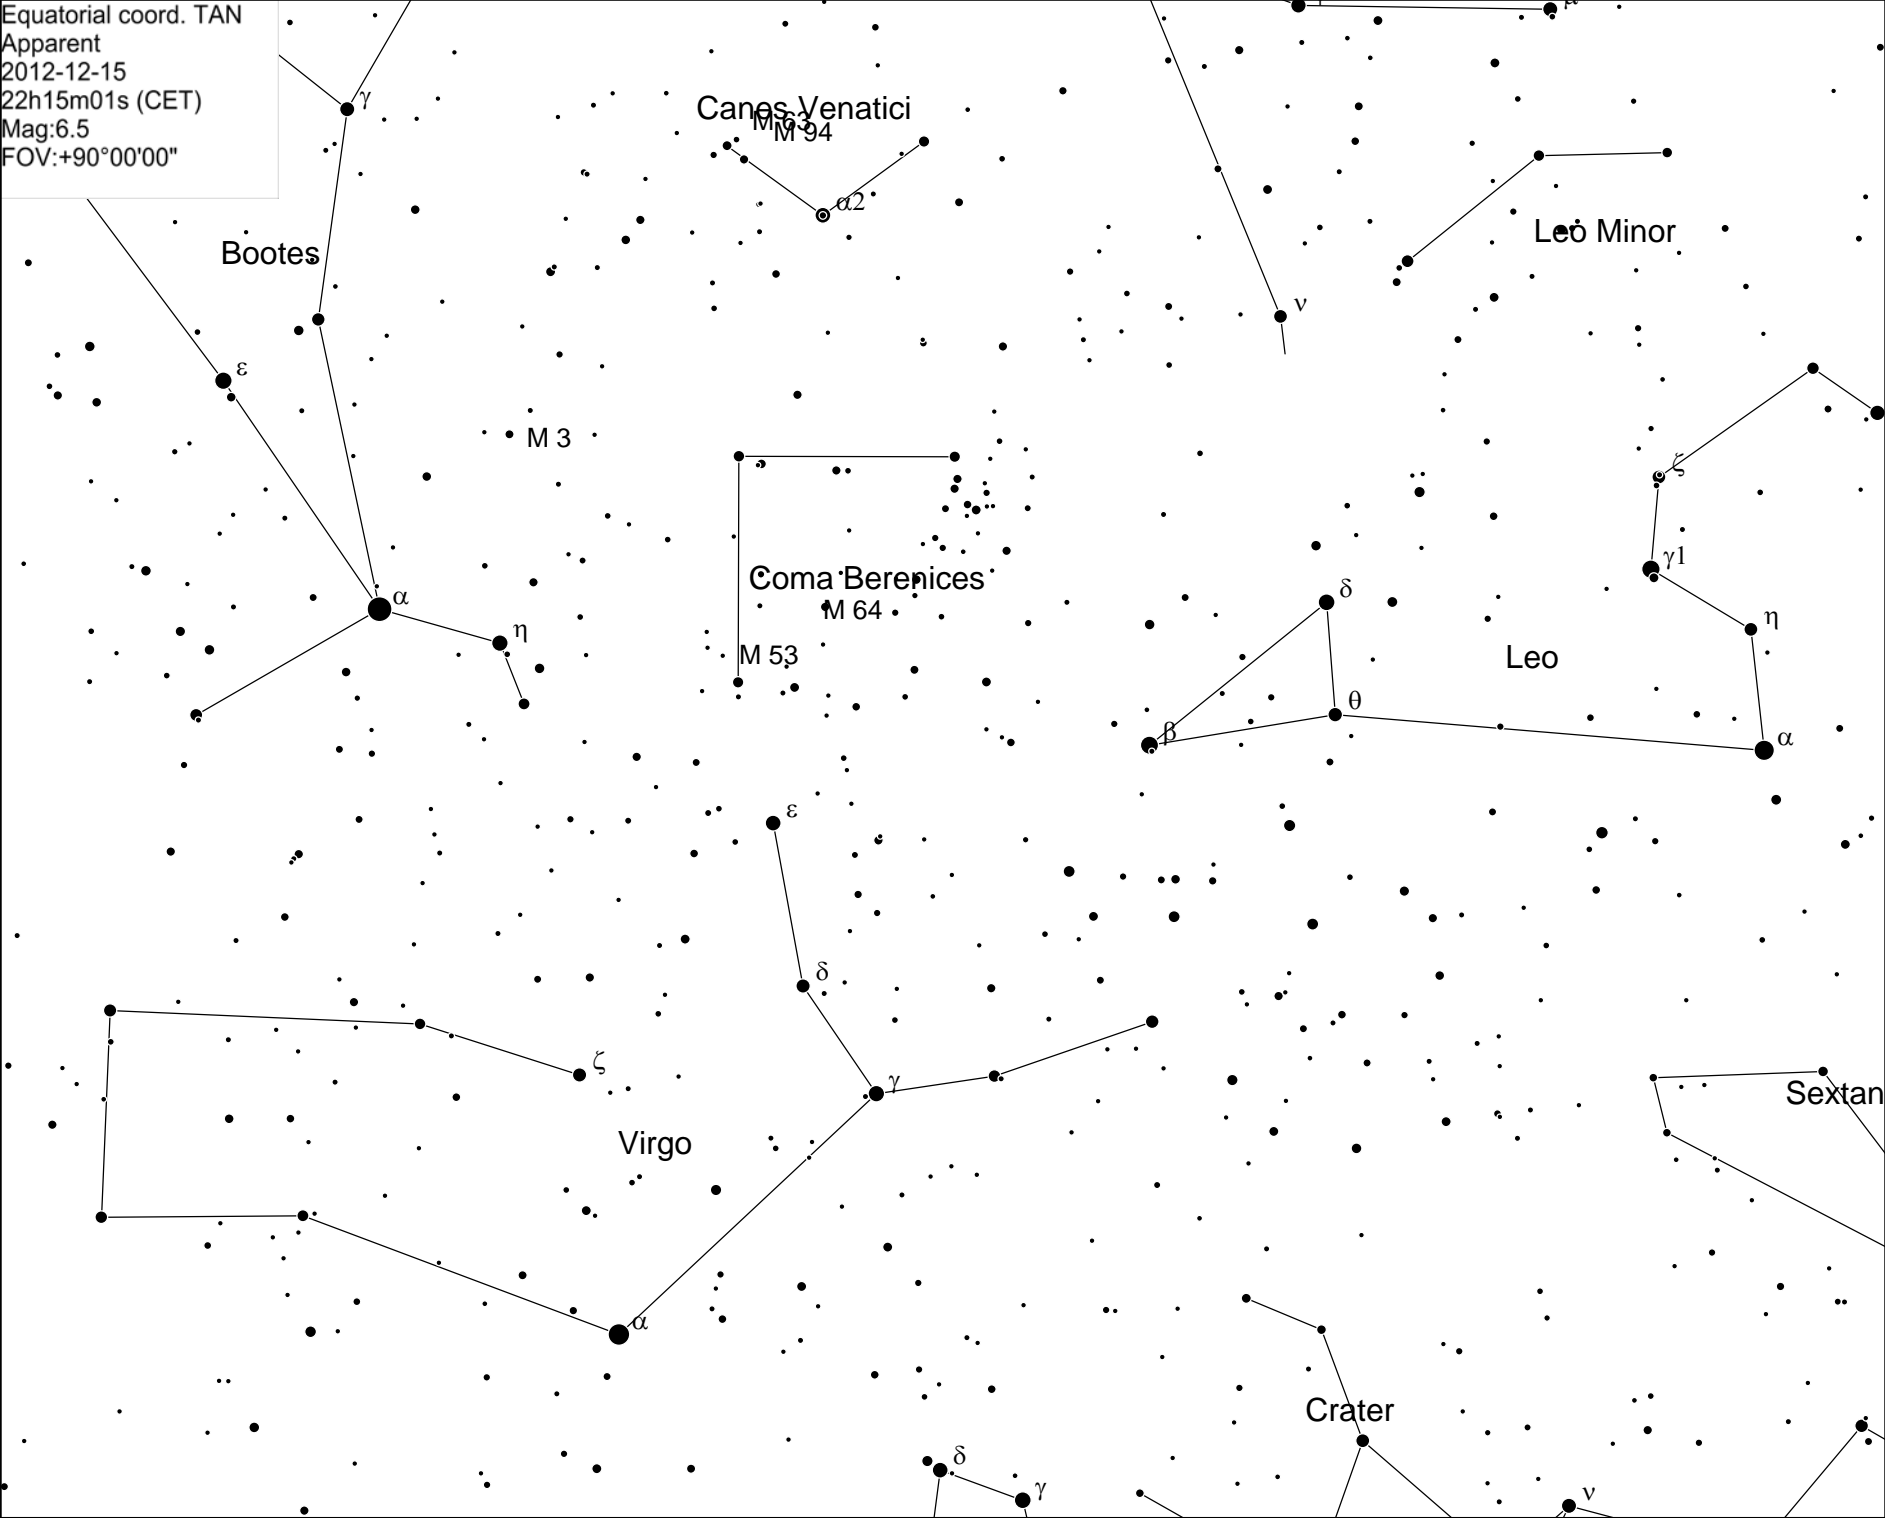 Equatorial coord. TAN
Apparent
2012-12-15
22h15m01s (CET)
Mag:6.5
FOV:+90°00'00"
μ
γ
Canes Venatici
M 63
M 94
α2
Leo Minor
Bootes
ν
ε
M 3
ζ
γ1
Coma Berenices
α
δ
M 64
η
η
Leo
M 53
θ
β
α
ε
δ
ζ
γ
Sextan
Virgo
α
Crater
δ
γ
ν